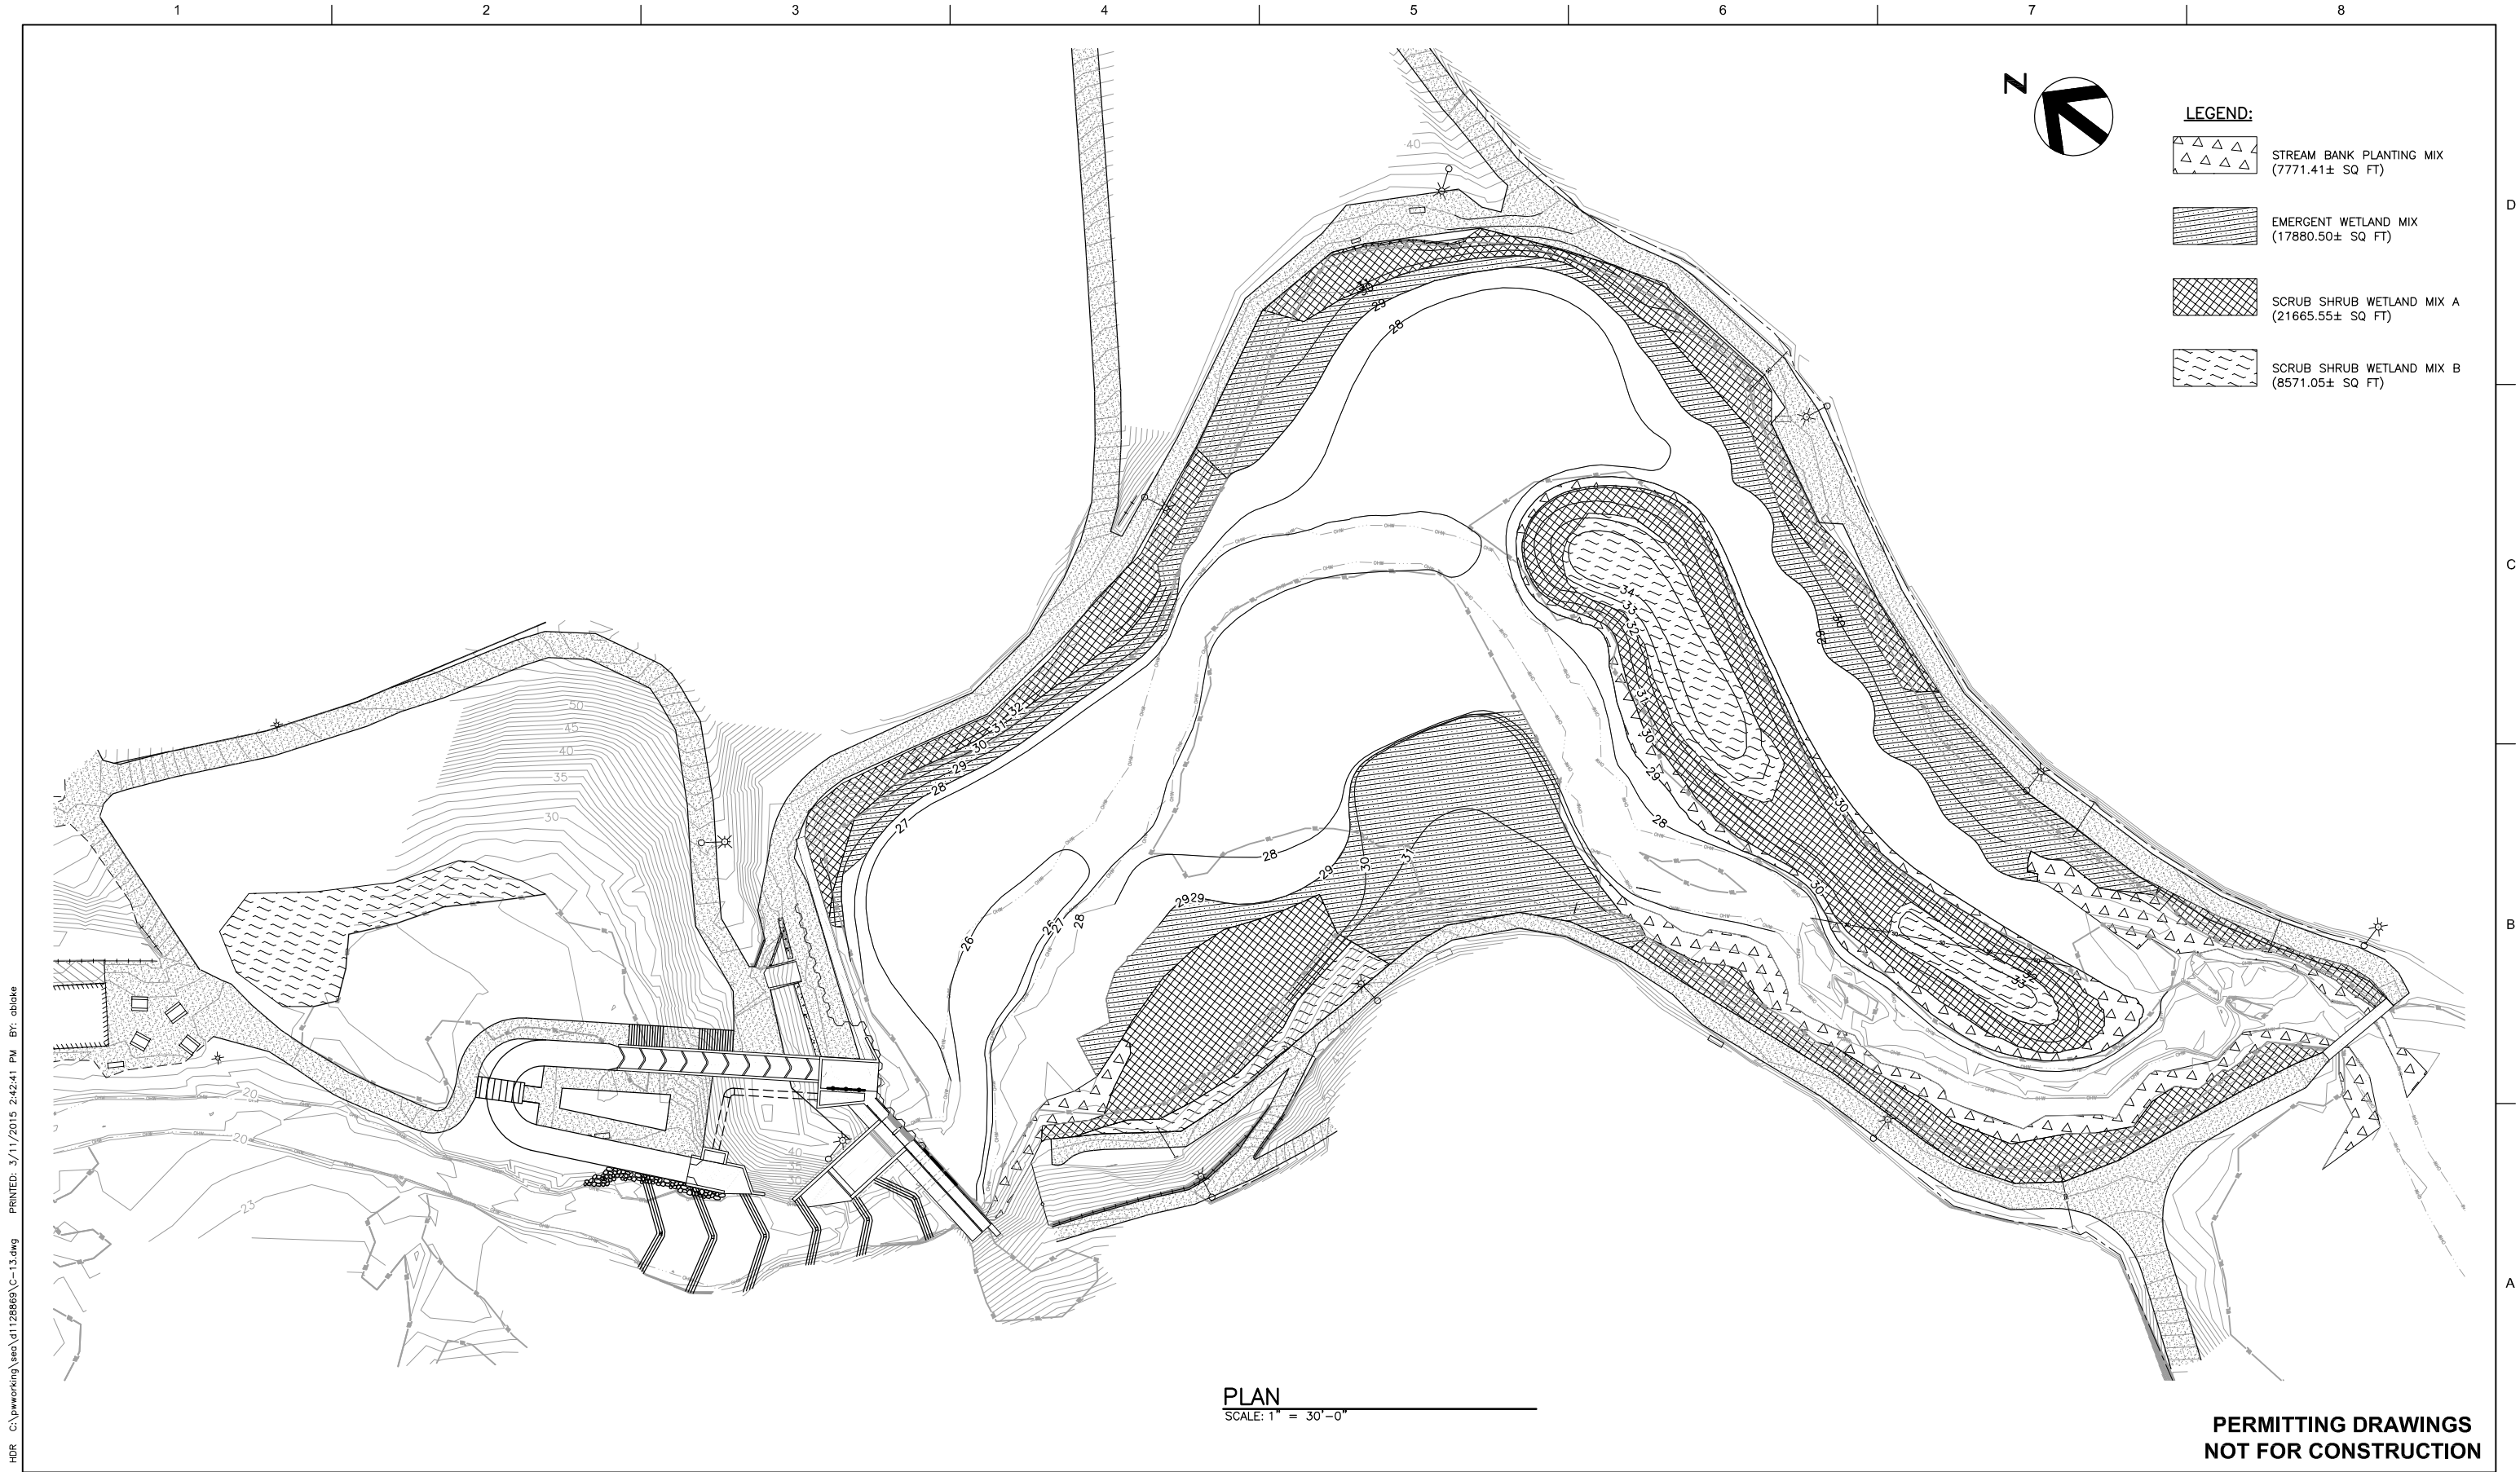 1 2 3 4 5 6 7 8
N
LEGEND:
STREAM BANK PLANTING MIX
(7771.41± SQ FT)
EMERGENT WETLAND MIX
(17880.50± SQ FT)
SCRUB SHRUB WETLAND MIX A
(21665.55± SQ FT)
SCRUB SHRUB WETLAND MIX B
(8571.05± SQ FT)
D
C
B
A
40
29
28
34
33
32
31
30
29
28
30
30
29
30
50
45
40
35
30
32
31
30
29
28
27
28
29
30
31
2929
26
26
27
28
30
33
20
20
23
40
35
30
PLAN
SCALE: 1" = 30'-0"
PERMITTING DRAWINGS
NOT FOR CONSTRUCTION
HDR C:\pwworking\sea\d1128869\C-13.dwg PRINTED: 3/11/2015 2:42:41 PM BY: ablake